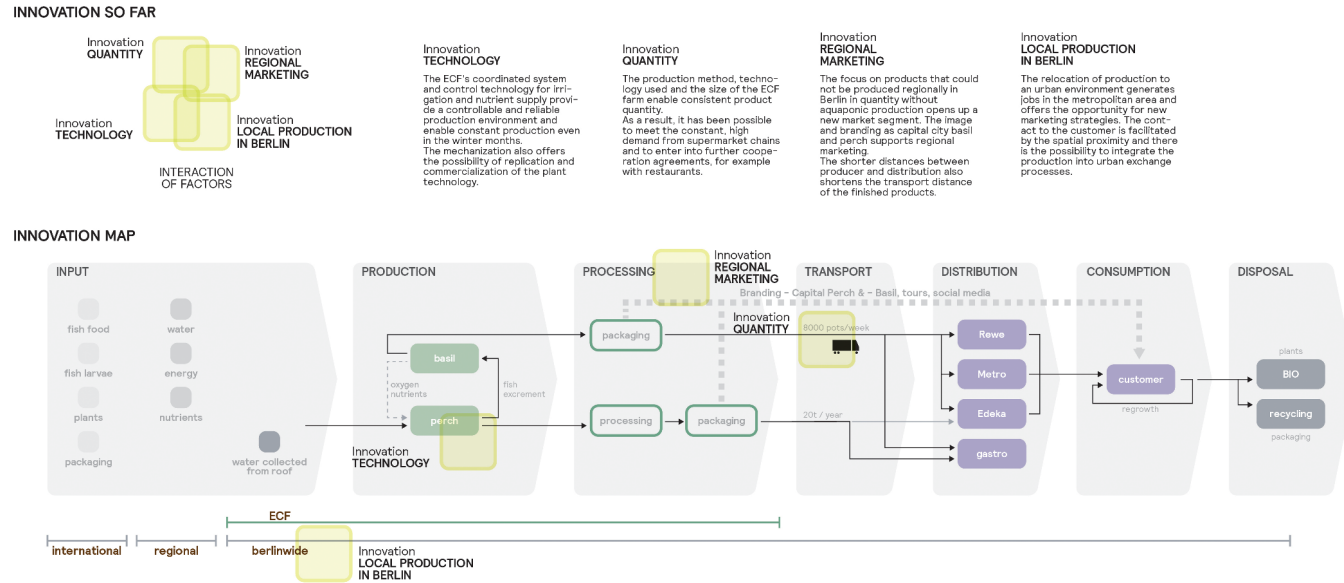 INNOVATION SO FAR
Innovation
QUANTITY
Innovation
REGIONAL
MARKETING
Innovation
TECHNOLOGY
Innovation
LOCAL PRODUCTION
IN BERLIN
INTERACTION
OF FACTORS
Innovation
TECHNOLOGY
The ECF's coordinated system
and control technology for irri-
gation and nutrient supply provi-
de a controllable and reliable
production environment and
enable constant production even
in the winter months.
The mechanization also offers
the possibility of replication and
commercialization of the plant
technology.
Innovation
QUANTITY
The production method, techno-
logy used and the size of the ECF
farm enable consistent product
quantity.
As a result, it has been possible
to meet the constant, high
demand from supermarket chains
and to enter into further coope-
ration agreements, for example
with restaurants.
Innovation
REGIONAL
MARKETING
The focus on products that could
not be produced regionally in
Berlin in quantity without
aquaponic production opens up a
new market segment. The image
and branding as capital city basil
and perch supports regional
marketing.
The shorter distances between
producer and distribution also
shortens the transport distance
of the finished products.
Innovation
LOCAL PRODUCTION
IN BERLIN
The relocation of production to
an urban environment generates
jobs in the metropolitan area and
offers the opportunity for new
marketing strategies. The cont-
act to the customer is facilitated
by the spatial proximity and there
is the possibility to integrate the
production into urban exchange
processes.
INNOVATION MAP
INPUT
fish food
water
fish larvae
energy
plants
nutrients
packaging
water collected
from roof
PRODUCTION
basil
oxygen
nutrients
fish
excrement
perch
Innovation
TECHNOLOGY
PROCESSING
Innovation
REGIONAL
MARKETING
Branding – Capital Perch & – Basil, tours, social media
packaging
processing
packaging
Innovation
QUANTITY
TRANSPORT
8000 pots/week
20t / year
DISTRIBUTION
Rewe
Metro
Edeka
gastro
CONSUMPTION
customer
regrowth
DISPOSAL
plants
BIO
recycling
packaging
ECF
international
regional
berlinwide
Innovation
LOCAL PRODUCTION
IN BERLIN